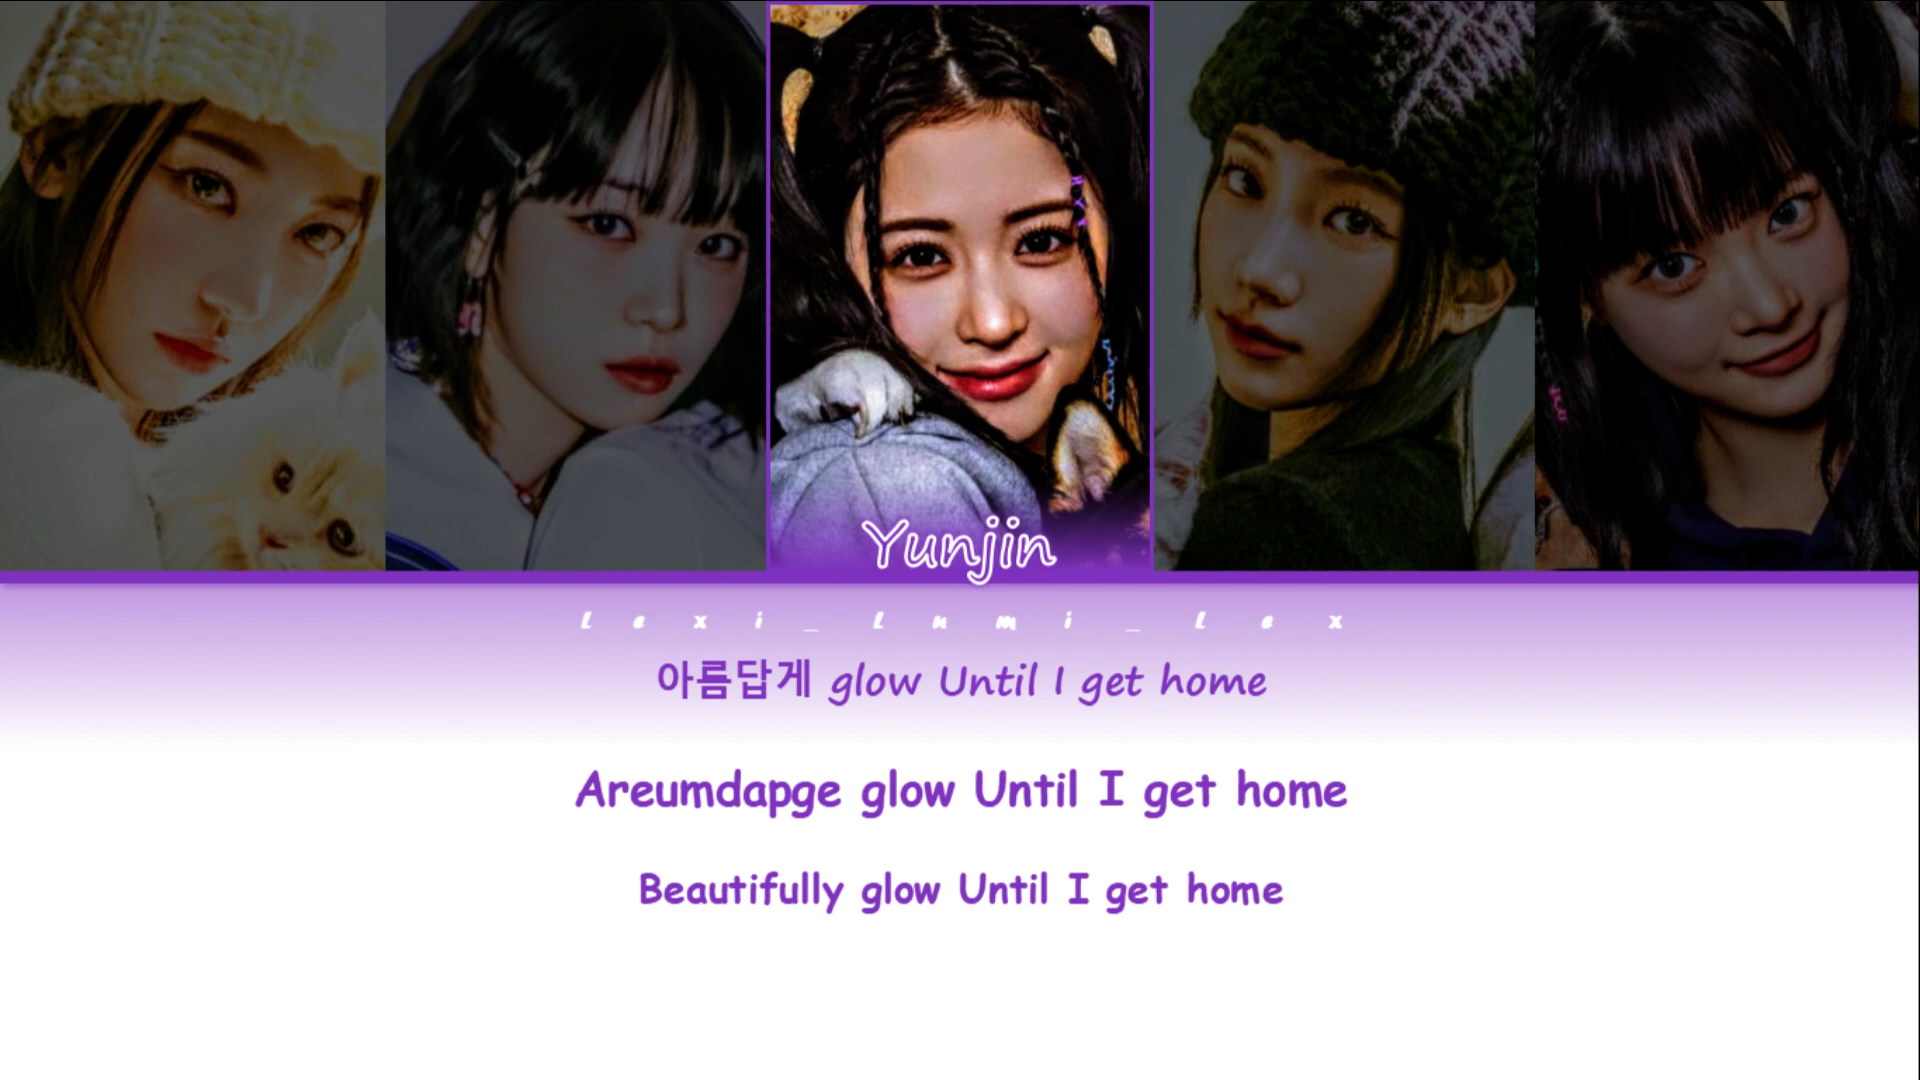 Yunjin
Lexi_Lumi_Lex
아름답게 glow Until I get home
Areumdapge glow Until I get home
Beautifully glow Until I get home